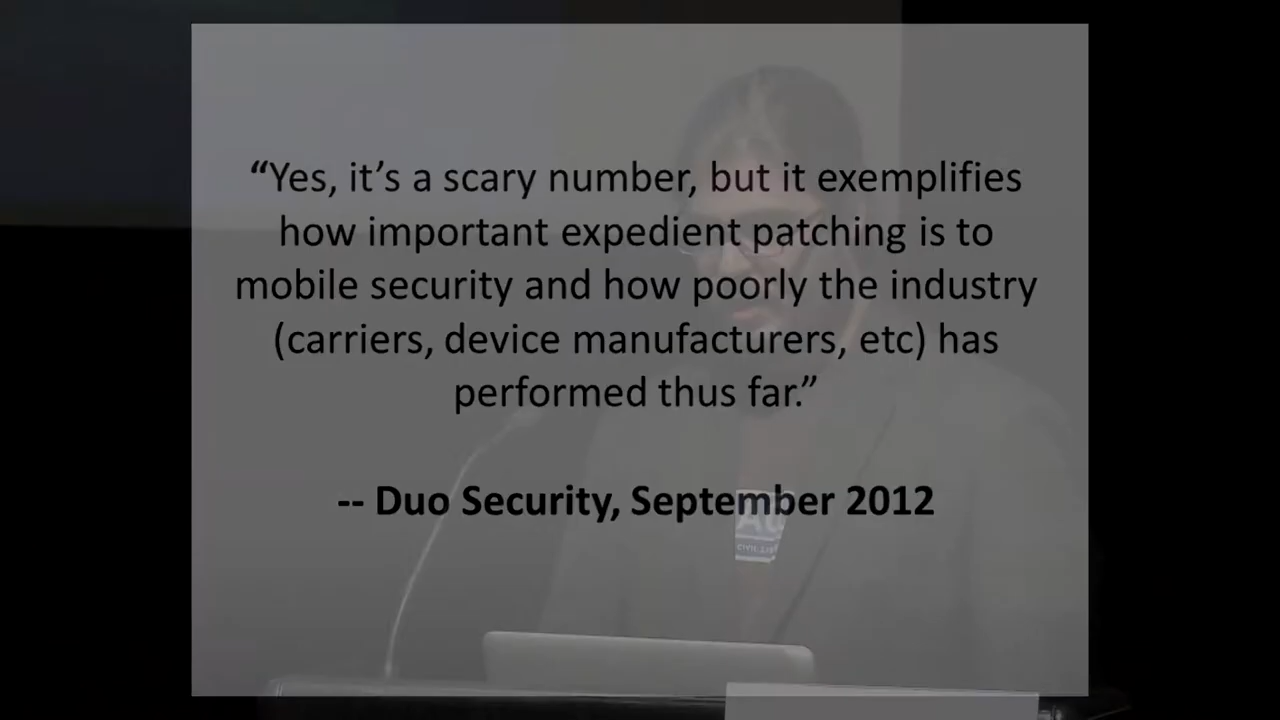 “Yes, it’s a scary number, but it exemplifies
how important expedient patching is to
mobile security and how poorly the industry
(carriers, device manufacturers, etc) has
performed thus far.”
-- Duo Security, September 2012
CIVIL